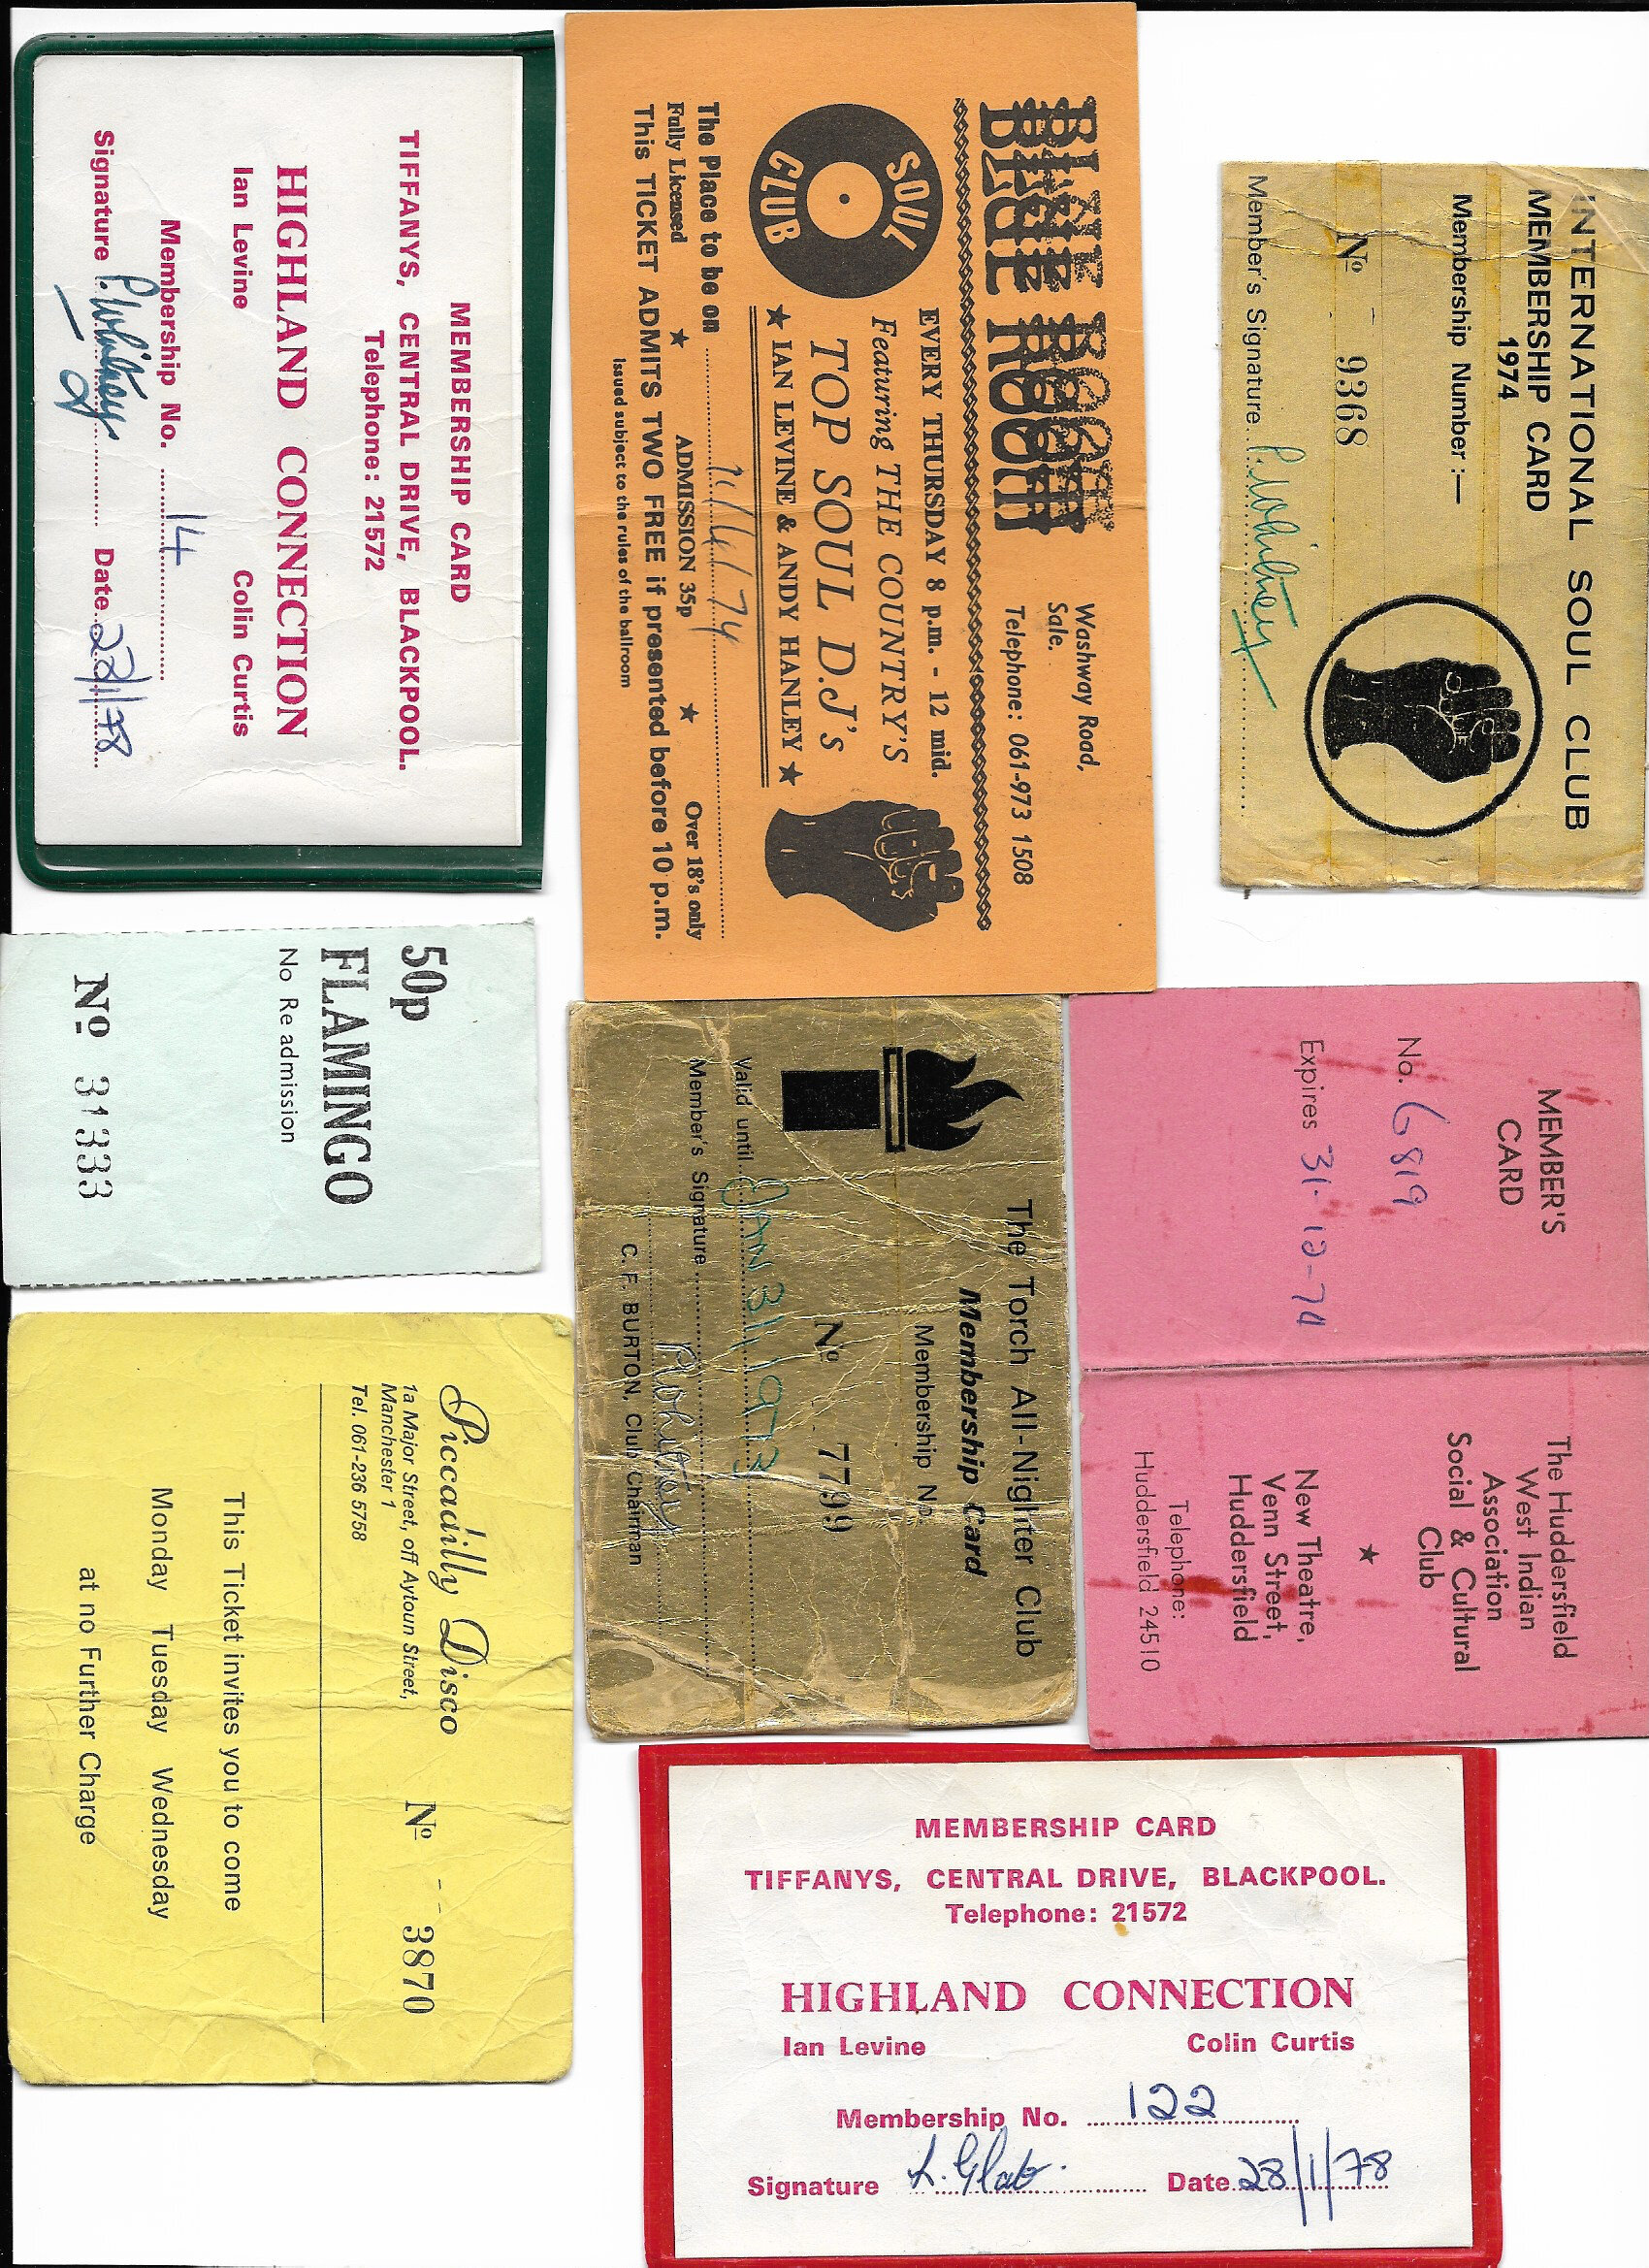 MEMBERSHIP CARD
TIFFANYS, CENTRAL DRIVE, BLACKPOOL.
Telephone: 21572
HIGHLAND CONNECTION
Ian Levine Colin Curtis
Membership No. 14
Signature P. Whitney Date 22/1/78
BLUE ROOM
Washway Road,
Sale.
Telephone: 061-973 1508
EVERY THURSDAY 8 p.m. - 12 mid.
Featuring THE COUNTRY'S
TOP SOUL D.J's
★ IAN LEVINE & ANDY HANLEY ★
SOUL CLUB
The Place to be on
Fully Licensed ★ ADMISSION 35p ★ Over 18's only
This TICKET ADMITS TWO FREE if presented before 10 p.m.
issued subject to the rules of the ballroom
INTERNATIONAL SOUL CLUB
MEMBERSHIP CARD
1974
Membership Number :—
No - 9368
Member's Signature P. Whitney
50p
FLAMINGO
No Re admission
No 31333
The Torch All-Nighter Club
Membership Card
Membership No.
No 7799
Valid until JAN 31 1973
Member's Signature P Whitney
C. F. BURTON, Club Chairman
MEMBER'S
CARD
No. 6819
Expires 31-12-74
The Huddersfield
West Indian
Association
Social & Cultural
Club
★
New Theatre,
Venn Street,
Huddersfield
Telephone:
Huddersfield 24510
Piccadilly Disco
1a Major Street, off Aytoun Street,
Manchester 1
Tel. 061-236 5758
No - - 3870
This Ticket invites you to come
Monday Tuesday Wednesday
at no Further Charge
MEMBERSHIP CARD
TIFFANYS, CENTRAL DRIVE, BLACKPOOL.
Telephone: 21572
HIGHLAND CONNECTION
Ian Levine Colin Curtis
Membership No. 122
Signature Date 28/1/78